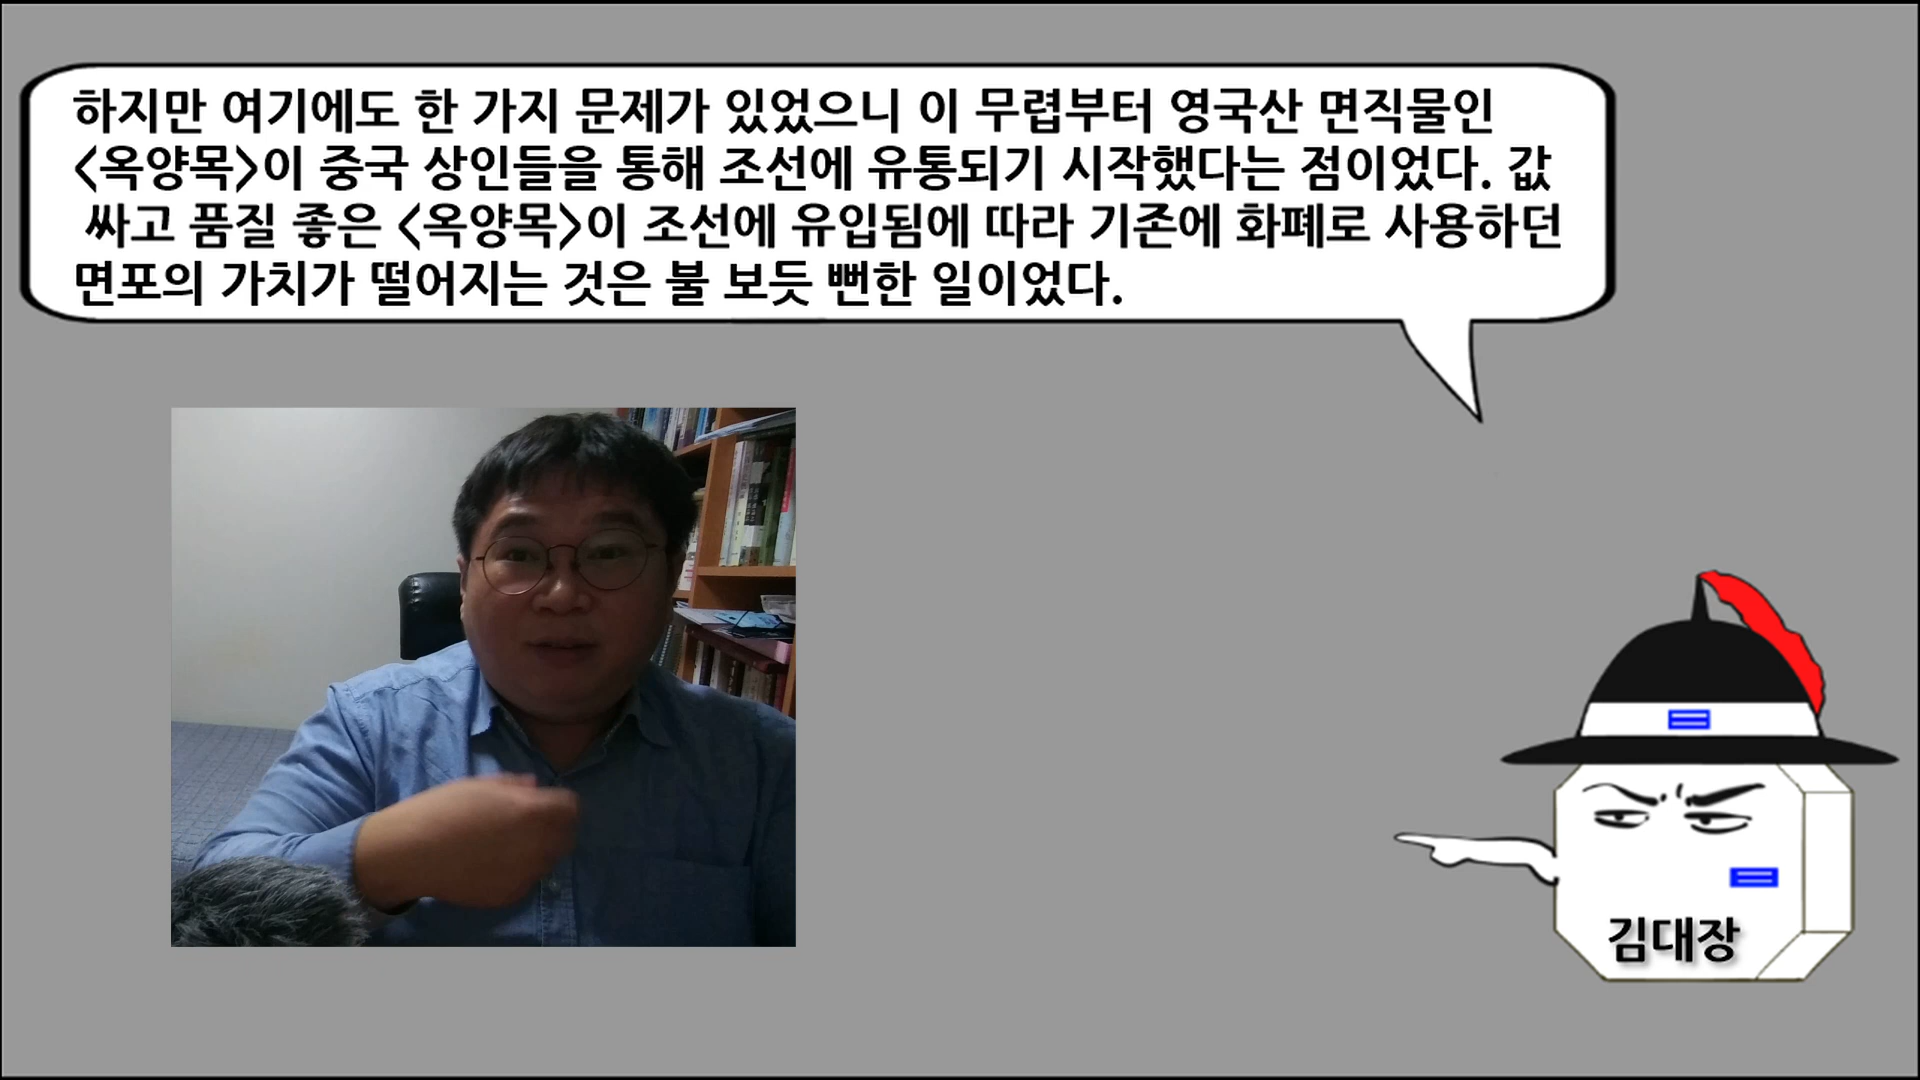 하지만 여기에도 한 가지 문제가 있었으니 이 무렵부터 영국산 면직물인
<옥양목>이 중국 상인들을 통해 조선에 유통되기 시작했다는 점이었다. 값
싸고 품질 좋은 <옥양목>이 조선에 유입됨에 따라 기존에 화폐로 사용하던
면포의 가치가 떨어지는 것은 불 보듯 뻔한 일이었다.
김대장